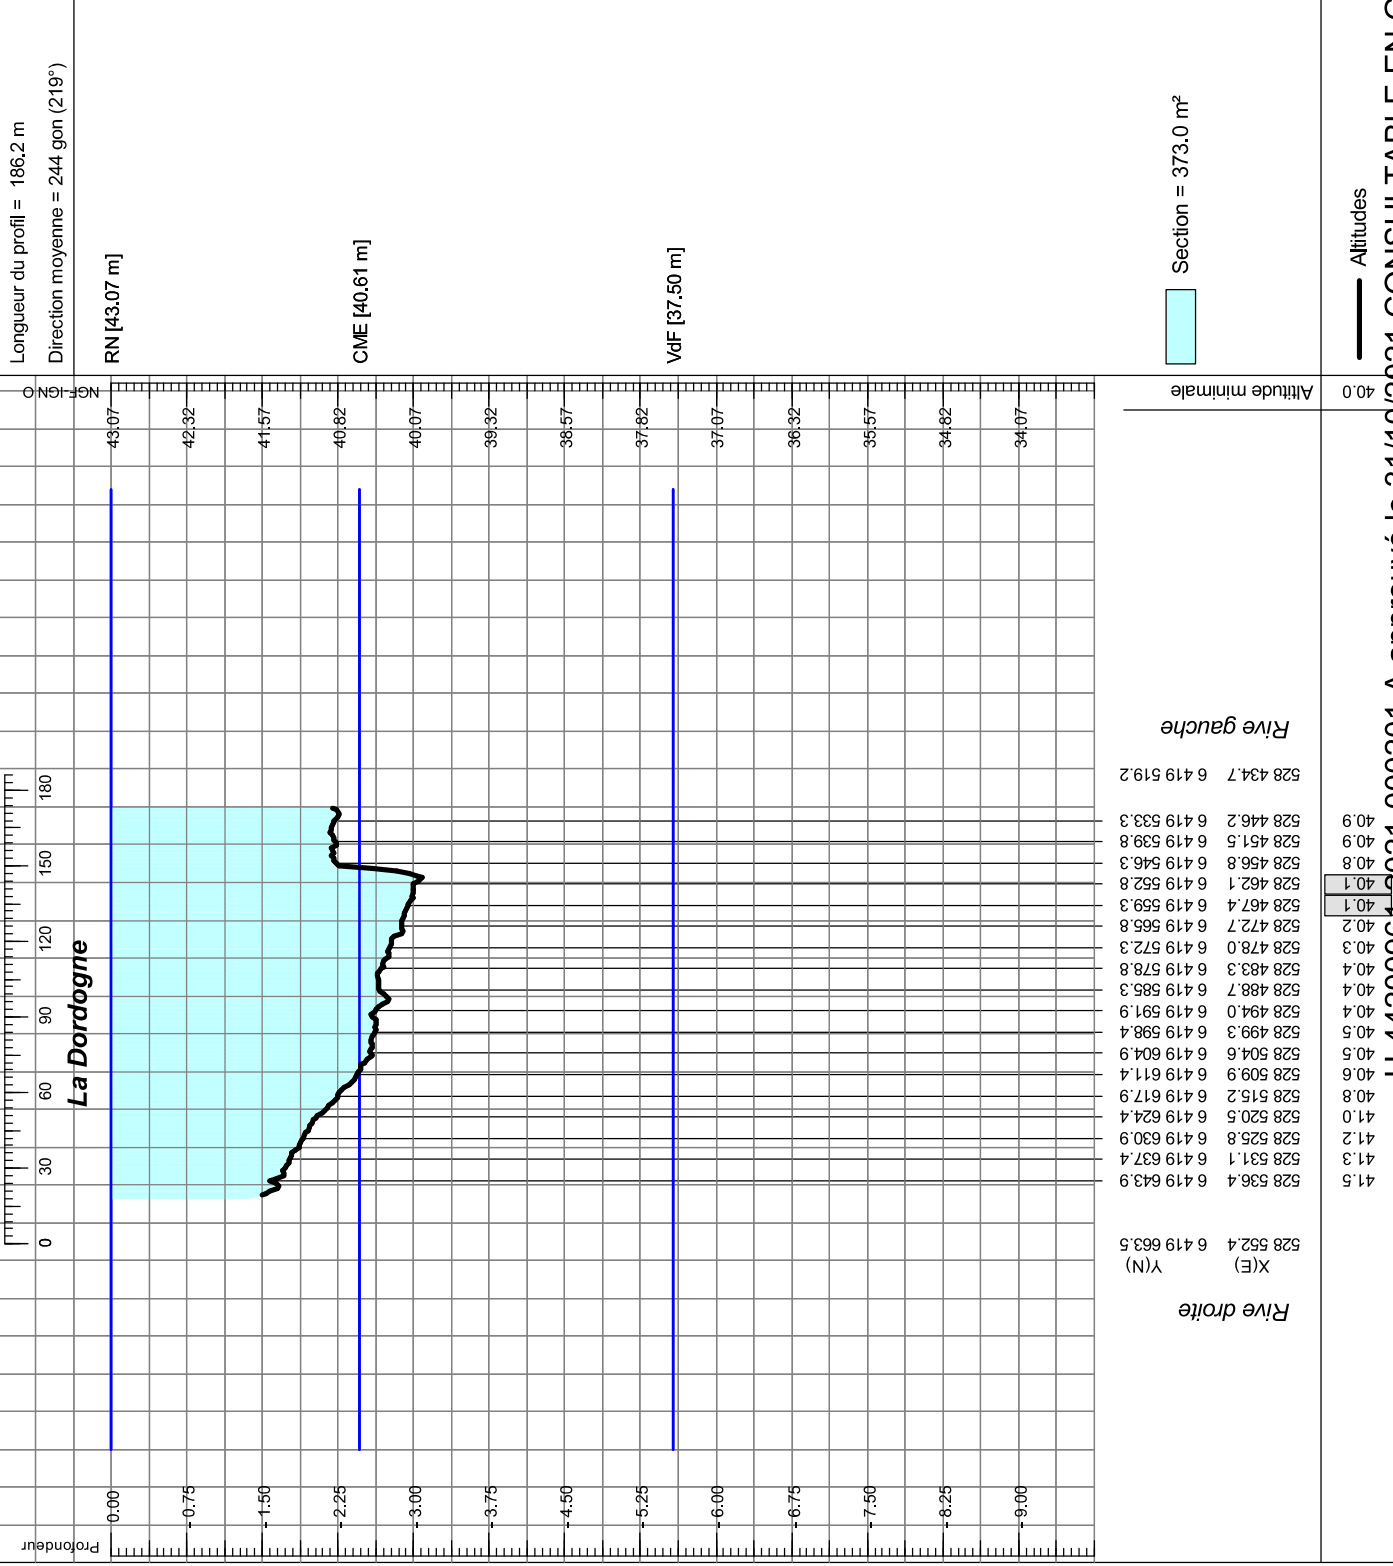 Longueur du profil = 186.2 m
Direction moyenne = 244 gon (219°)
RN [43.07 m]
CME [40.61 m]
VdF [37.50 m]
Section = 373.0 m²
Altitudes
La Dordogne
0 30 60 90 120 150 180
Profondeur
0.00
-0.75
-1.50
-2.25
-3.00
-3.75
-4.50
-5.25
-6.00
-6.75
-7.50
-8.25
-9.00
NGF-IGN O
43.07
42.32
41.57
40.82
40.07
39.32
38.57
37.82
37.07
36.32
35.57
34.82
34.07
Altitude minimale
40.0
Rive gauche
528 434.7 6 419 519.2
528 446.2 6 419 533.3 40.9
528 451.5 6 419 539.8 40.9
528 456.8 6 419 546.3 40.8
528 462.1 6 419 552.8 40.1
528 467.4 6 419 559.3 40.1
528 472.7 6 419 565.8 40.2
528 478.0 6 419 572.3 40.3
528 483.3 6 419 578.8 40.4
528 488.7 6 419 585.3 40.4
528 494.0 6 419 591.9 40.4
528 499.3 6 419 598.4 40.5
528 504.6 6 419 604.9 40.5
528 509.9 6 419 611.4 40.6
528 515.2 6 419 617.9 40.8
528 520.5 6 419 624.4 41.0
528 525.8 6 419 630.9 41.2
528 531.1 6 419 637.4 41.3
528 536.4 6 419 643.9 41.5
528 552.4 6 419 663.5
X(E) Y(N)
Rive droite